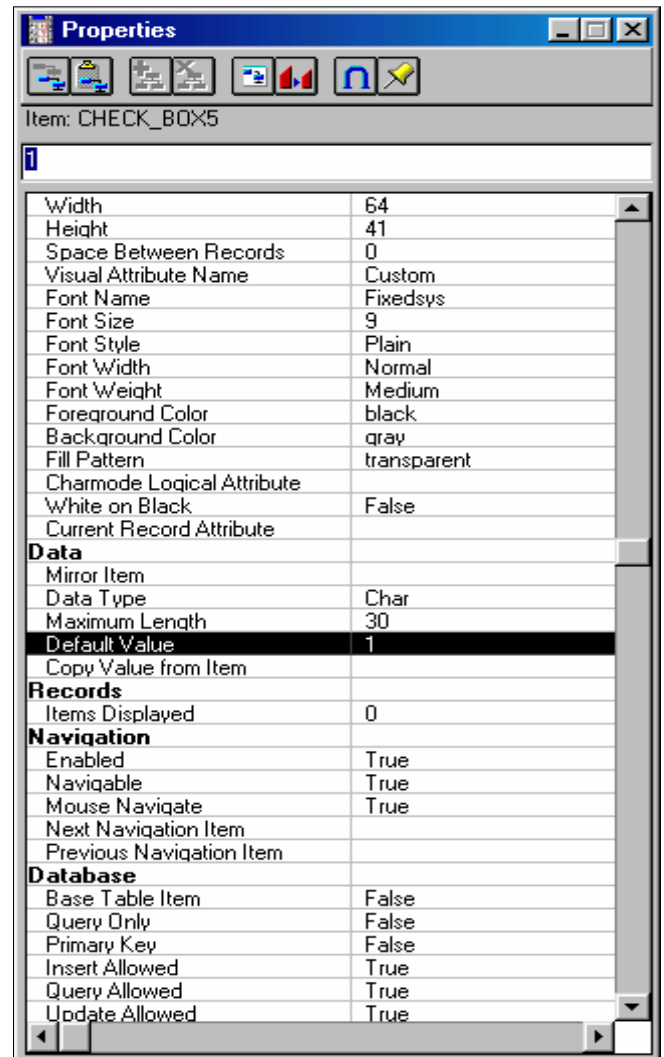 Properties
Item: CHECK_BOX5
1
Width 64
Height 41
Space Between Records 0
Visual Attribute Name Custom
Font Name Fixedsys
Font Size 9
Font Style Plain
Font Width Normal
Font Weight Medium
Foreground Color black
Background Color gray
Fill Pattern transparent
Charmode Logical Attribute
White on Black False
Current Record Attribute
Data
Mirror Item
Data Type Char
Maximum Length 30
Default Value 1
Copy Value from Item
Records
Items Displayed 0
Navigation
Enabled True
Navigable True
Mouse Navigate True
Next Navigation Item
Previous Navigation Item
Database
Base Table Item False
Query Only False
Primary Key False
Insert Allowed True
Query Allowed True
Update Allowed True